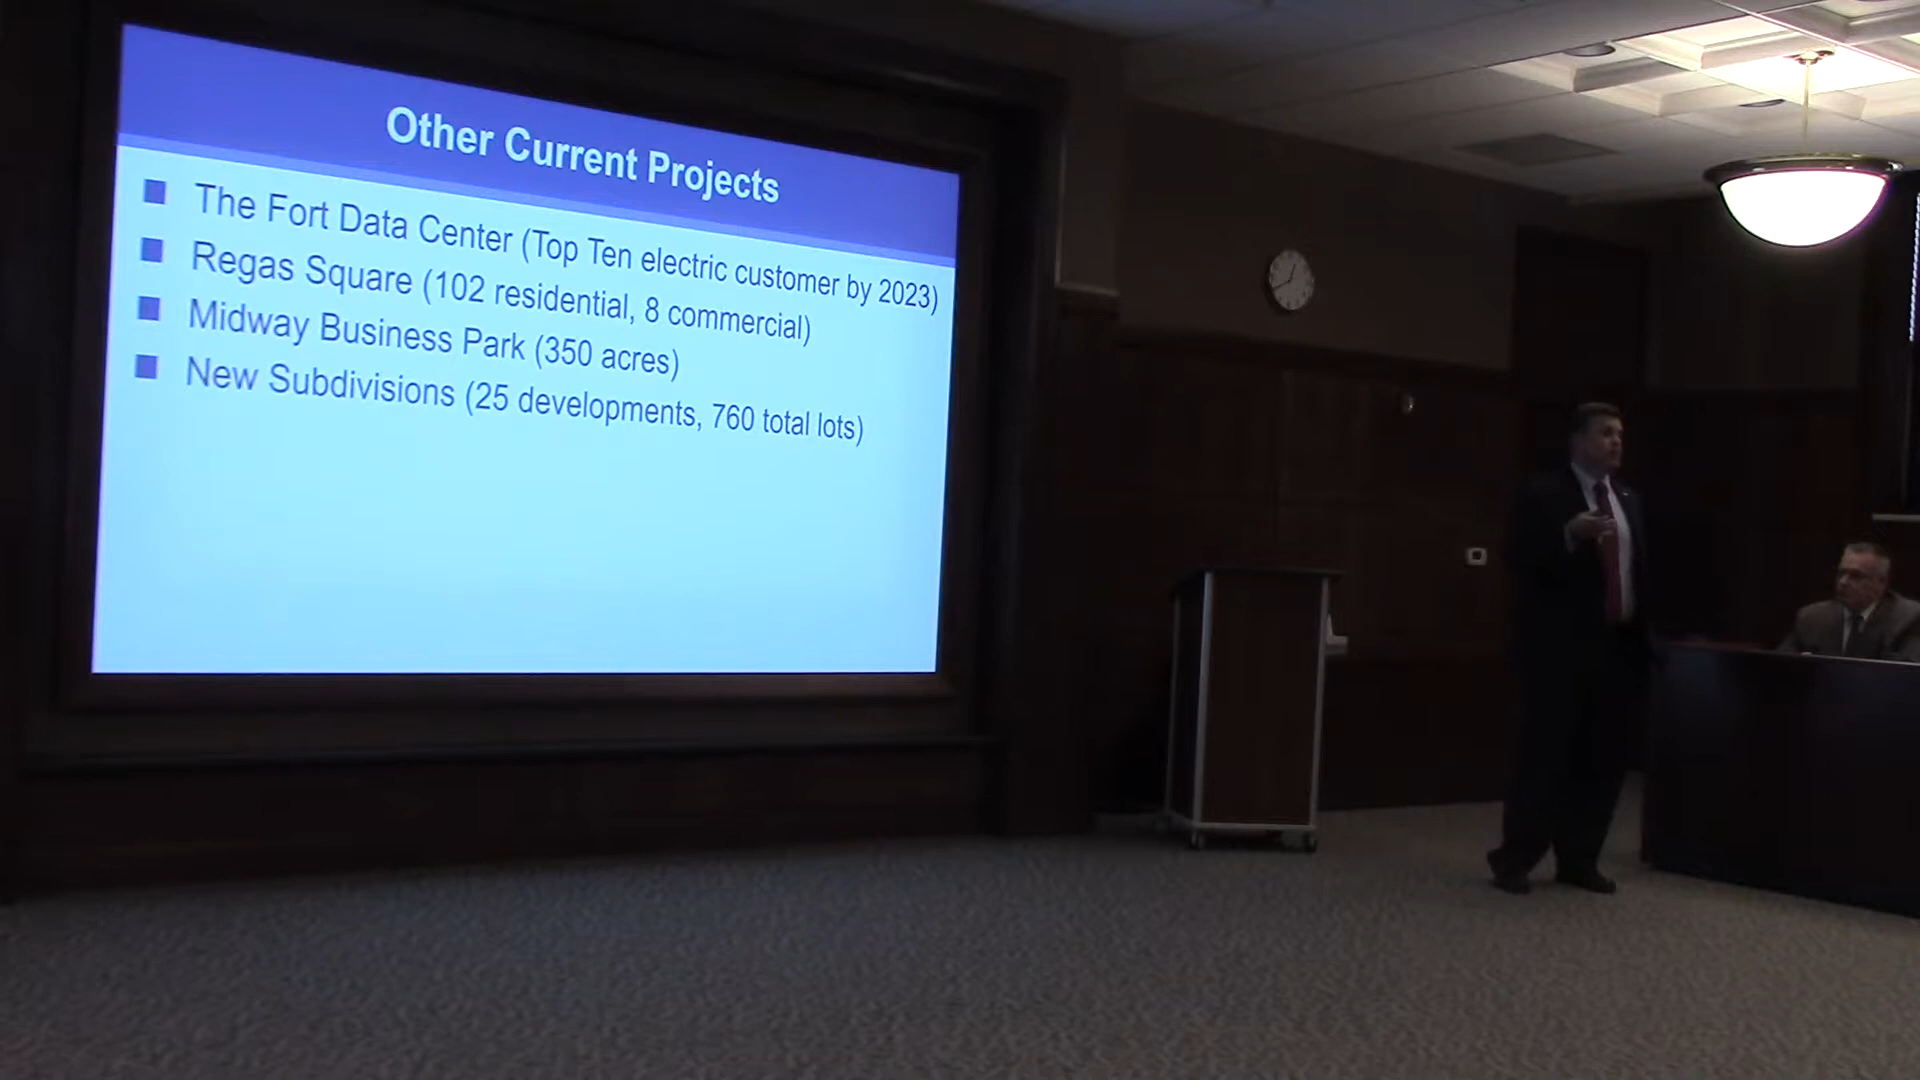 Other Current Projects
The Fort Data Center (Top Ten electric customer by 2023)
Regas Square (102 residential, 8 commercial)
Midway Business Park (350 acres)
New Subdivisions (25 developments, 760 total lots)